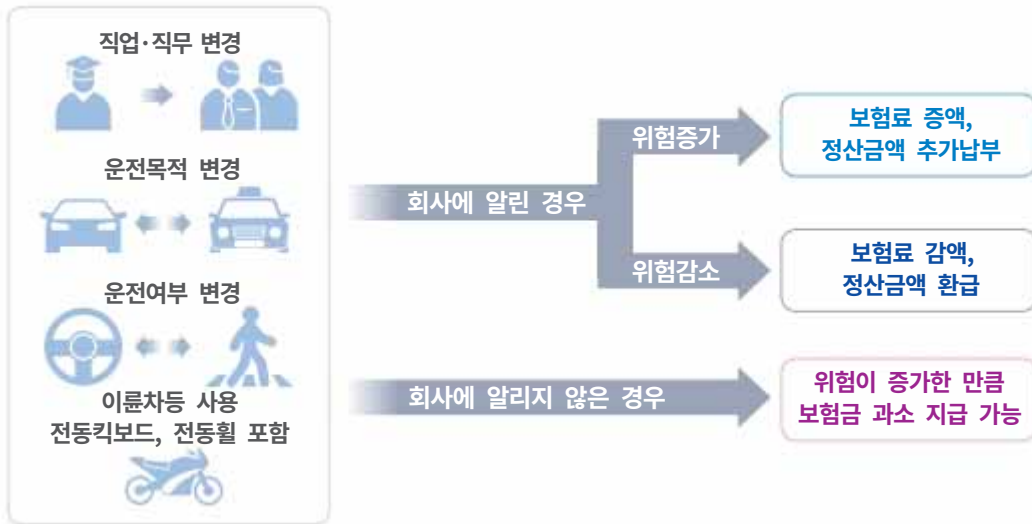 직업·직무 변경
운전목적 변경
운전여부 변경
이륜차등 사용
전동킥보드, 전동휠 포함
회사에 알린 경우
위험증가
보험료 증액,
정산금액 추가납부
위험감소
보험료 감액,
정산금액 환급
회사에 알리지 않은 경우
위험이 증가한 만큼
보험금 과소 지급 가능